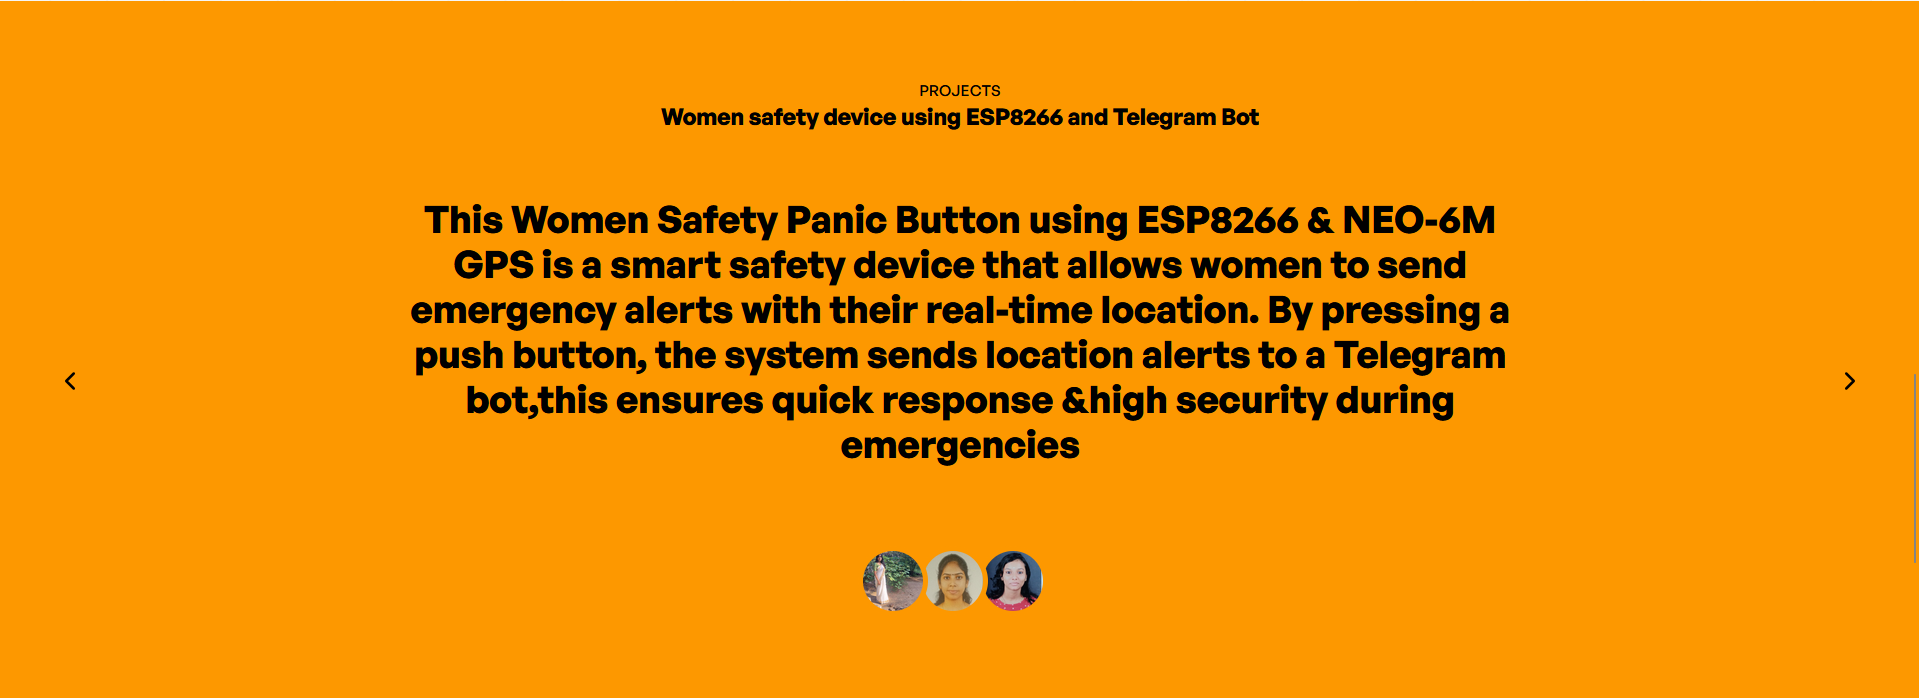 PROJECTS
Women safety device using ESP8266 and Telegram Bot
This Women Safety Panic Button using ESP8266 & NEO-6M
GPS is a smart safety device that allows women to send
emergency alerts with their real-time location. By pressing a
push button, the system sends location alerts to a Telegram
bot,this ensures quick response &high security during
emergencies